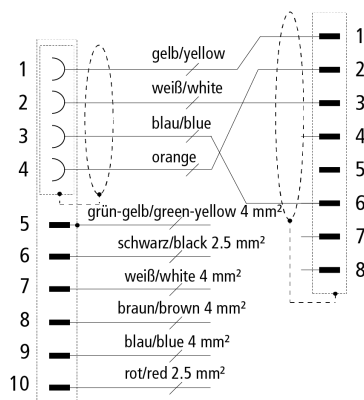 1 gelb/yellow 1
2 weiß/white 2
3 blau/blue 3
4 orange 4
5
6
7
8
5 grün-gelb/green-yellow 4 mm²
6 schwarz/black 2.5 mm²
7 weiß/white 4 mm²
8 braun/brown 4 mm²
9 blau/blue 4 mm²
10 rot/red 2.5 mm²